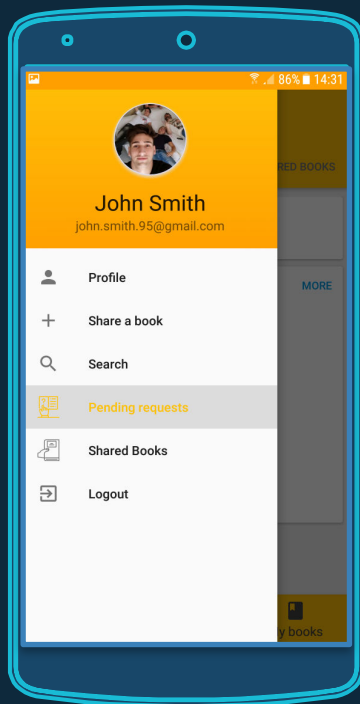 86% 14:31
John Smith
john.smith.95@gmail.com
RED BOOKS
Profile
MORE
Share a book
Search
Pending requests
Shared Books
Logout
y books